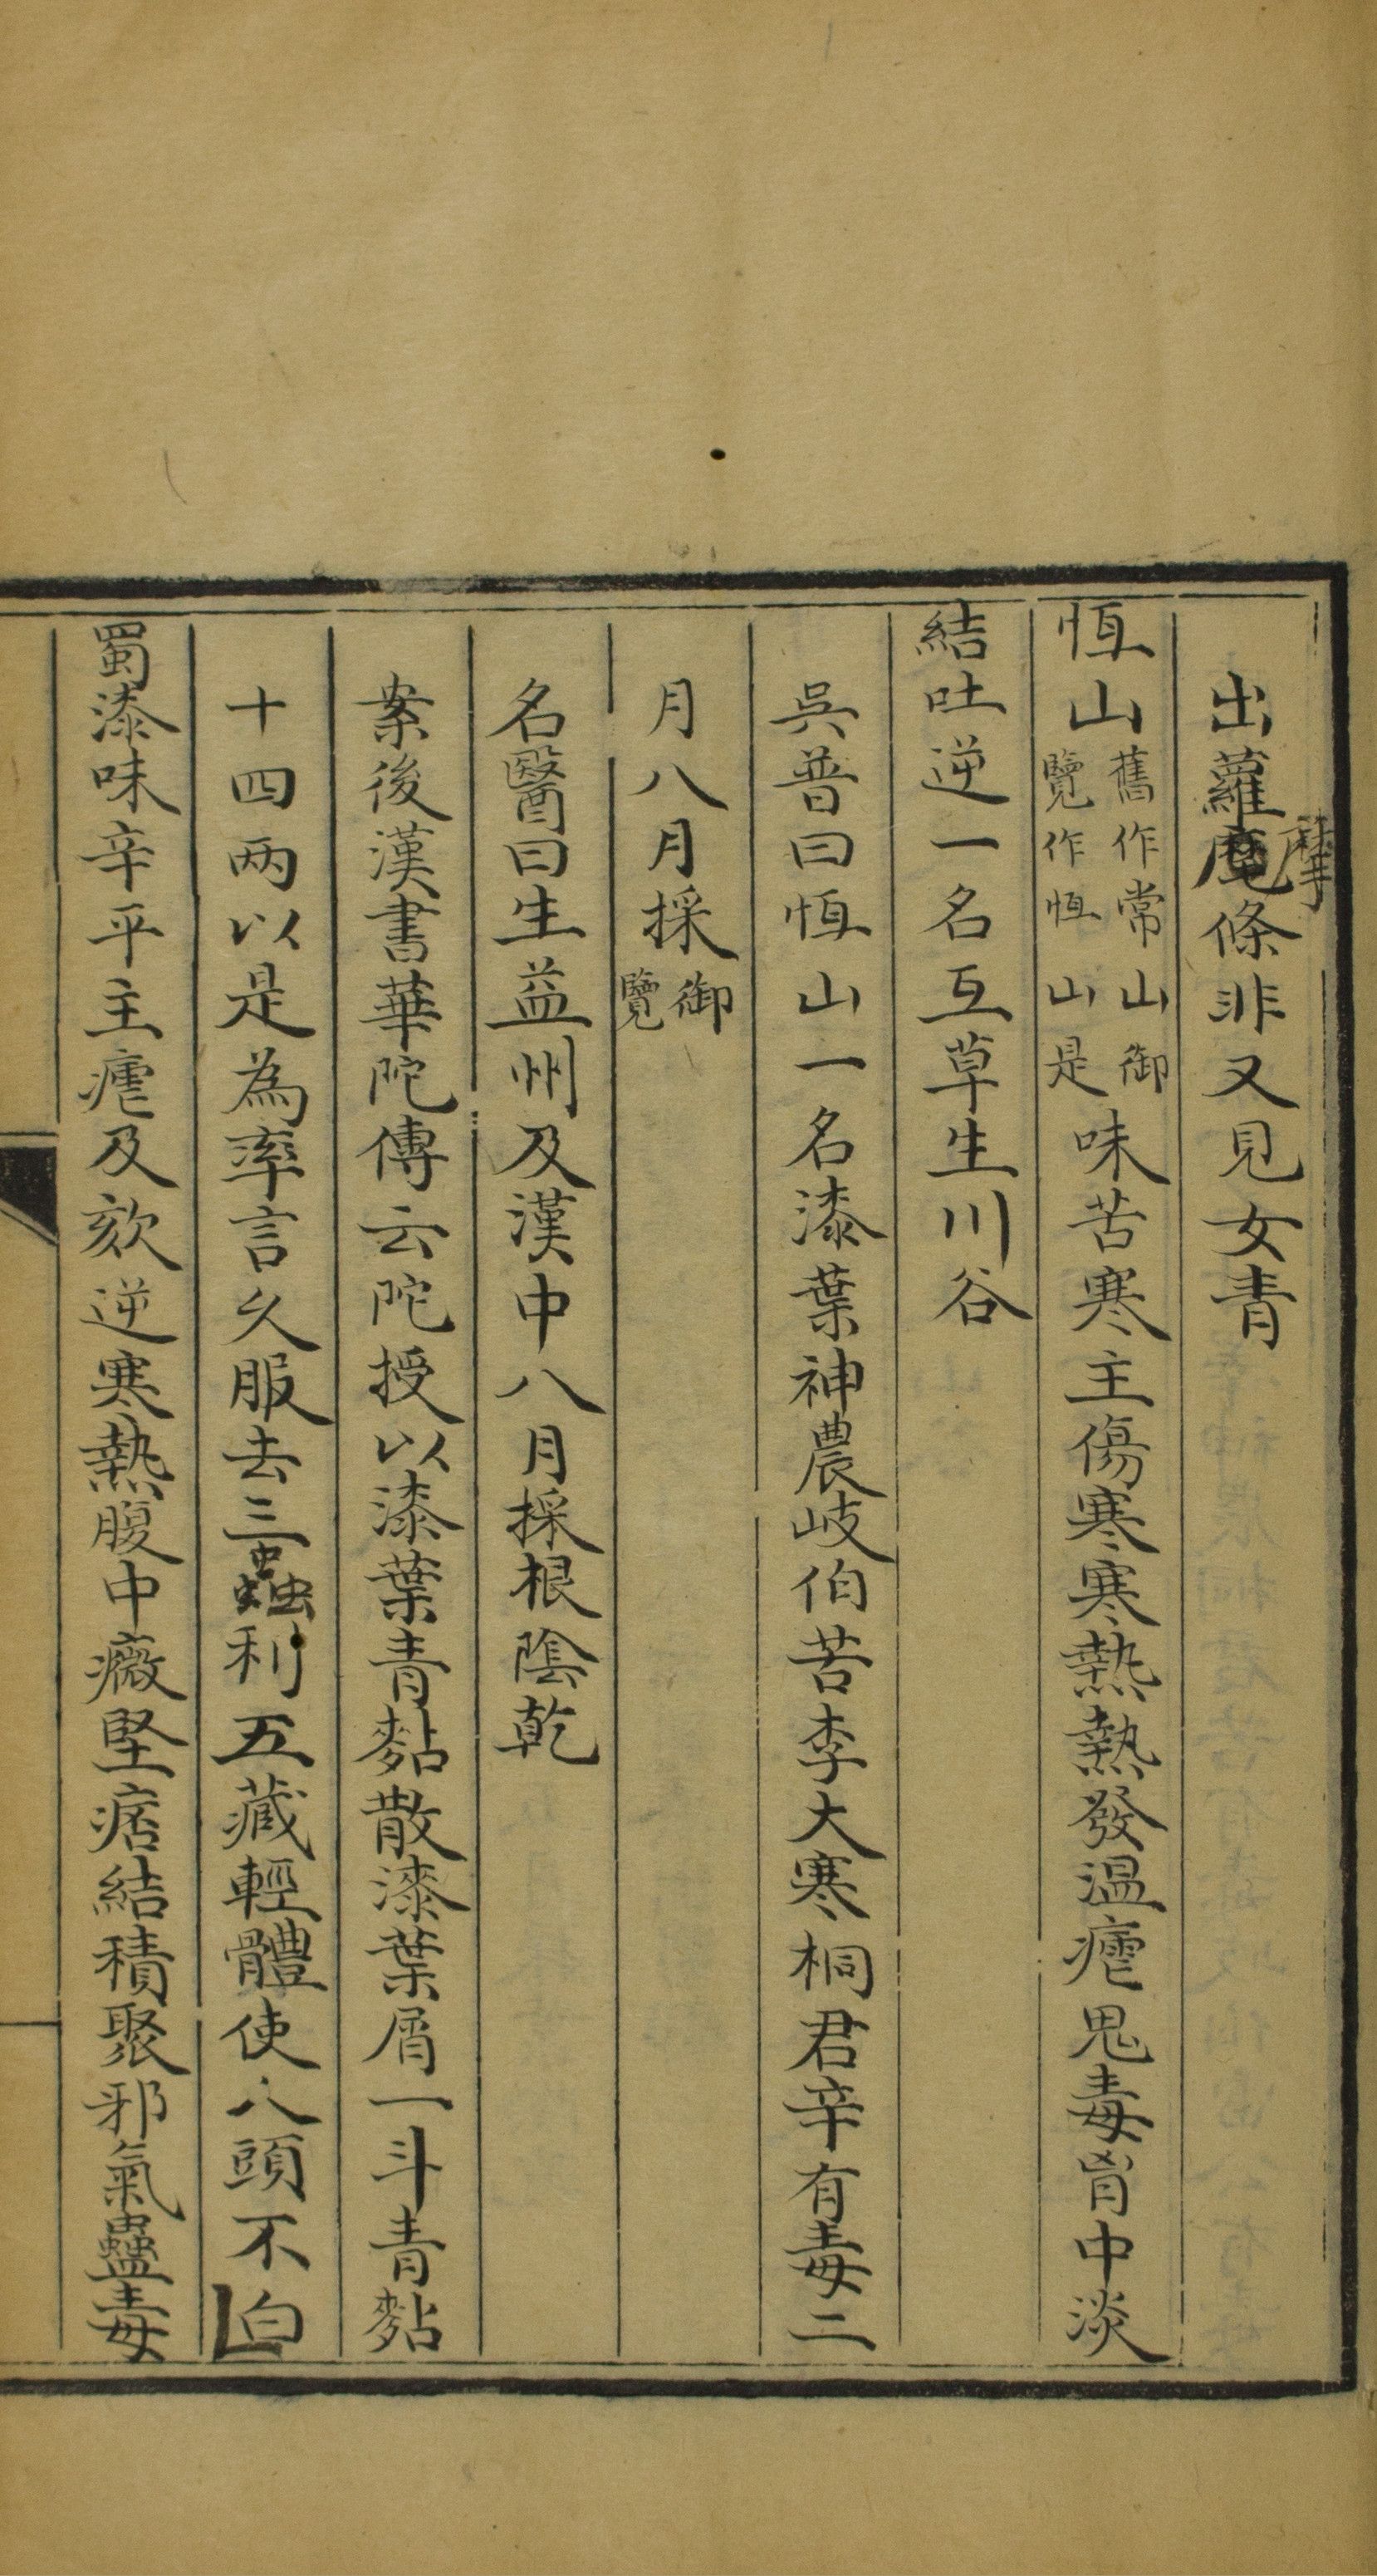 出蘿魔摩條非又見女青
恆山舊作常山御覽作恆山是味苦寒主傷寒寒熱熱發溫瘧鬼毒胷中淡
結吐逆一名互草生川谷
吳普曰恆山一名漆葉神農岐伯苦李大寒桐君辛有毒二
月八月採御覽
名醫曰生益州及漢中八月採根陰乾
案後漢書華陀傳云陀授以漆葉青黏散漆葉屑一斗青黏
十四兩以是為率言久服去三蟲利五藏輕體使人頭不白
蜀漆味辛平主瘧及欬逆寒熱腹中癥堅痞結積聚邪氣蠱毒